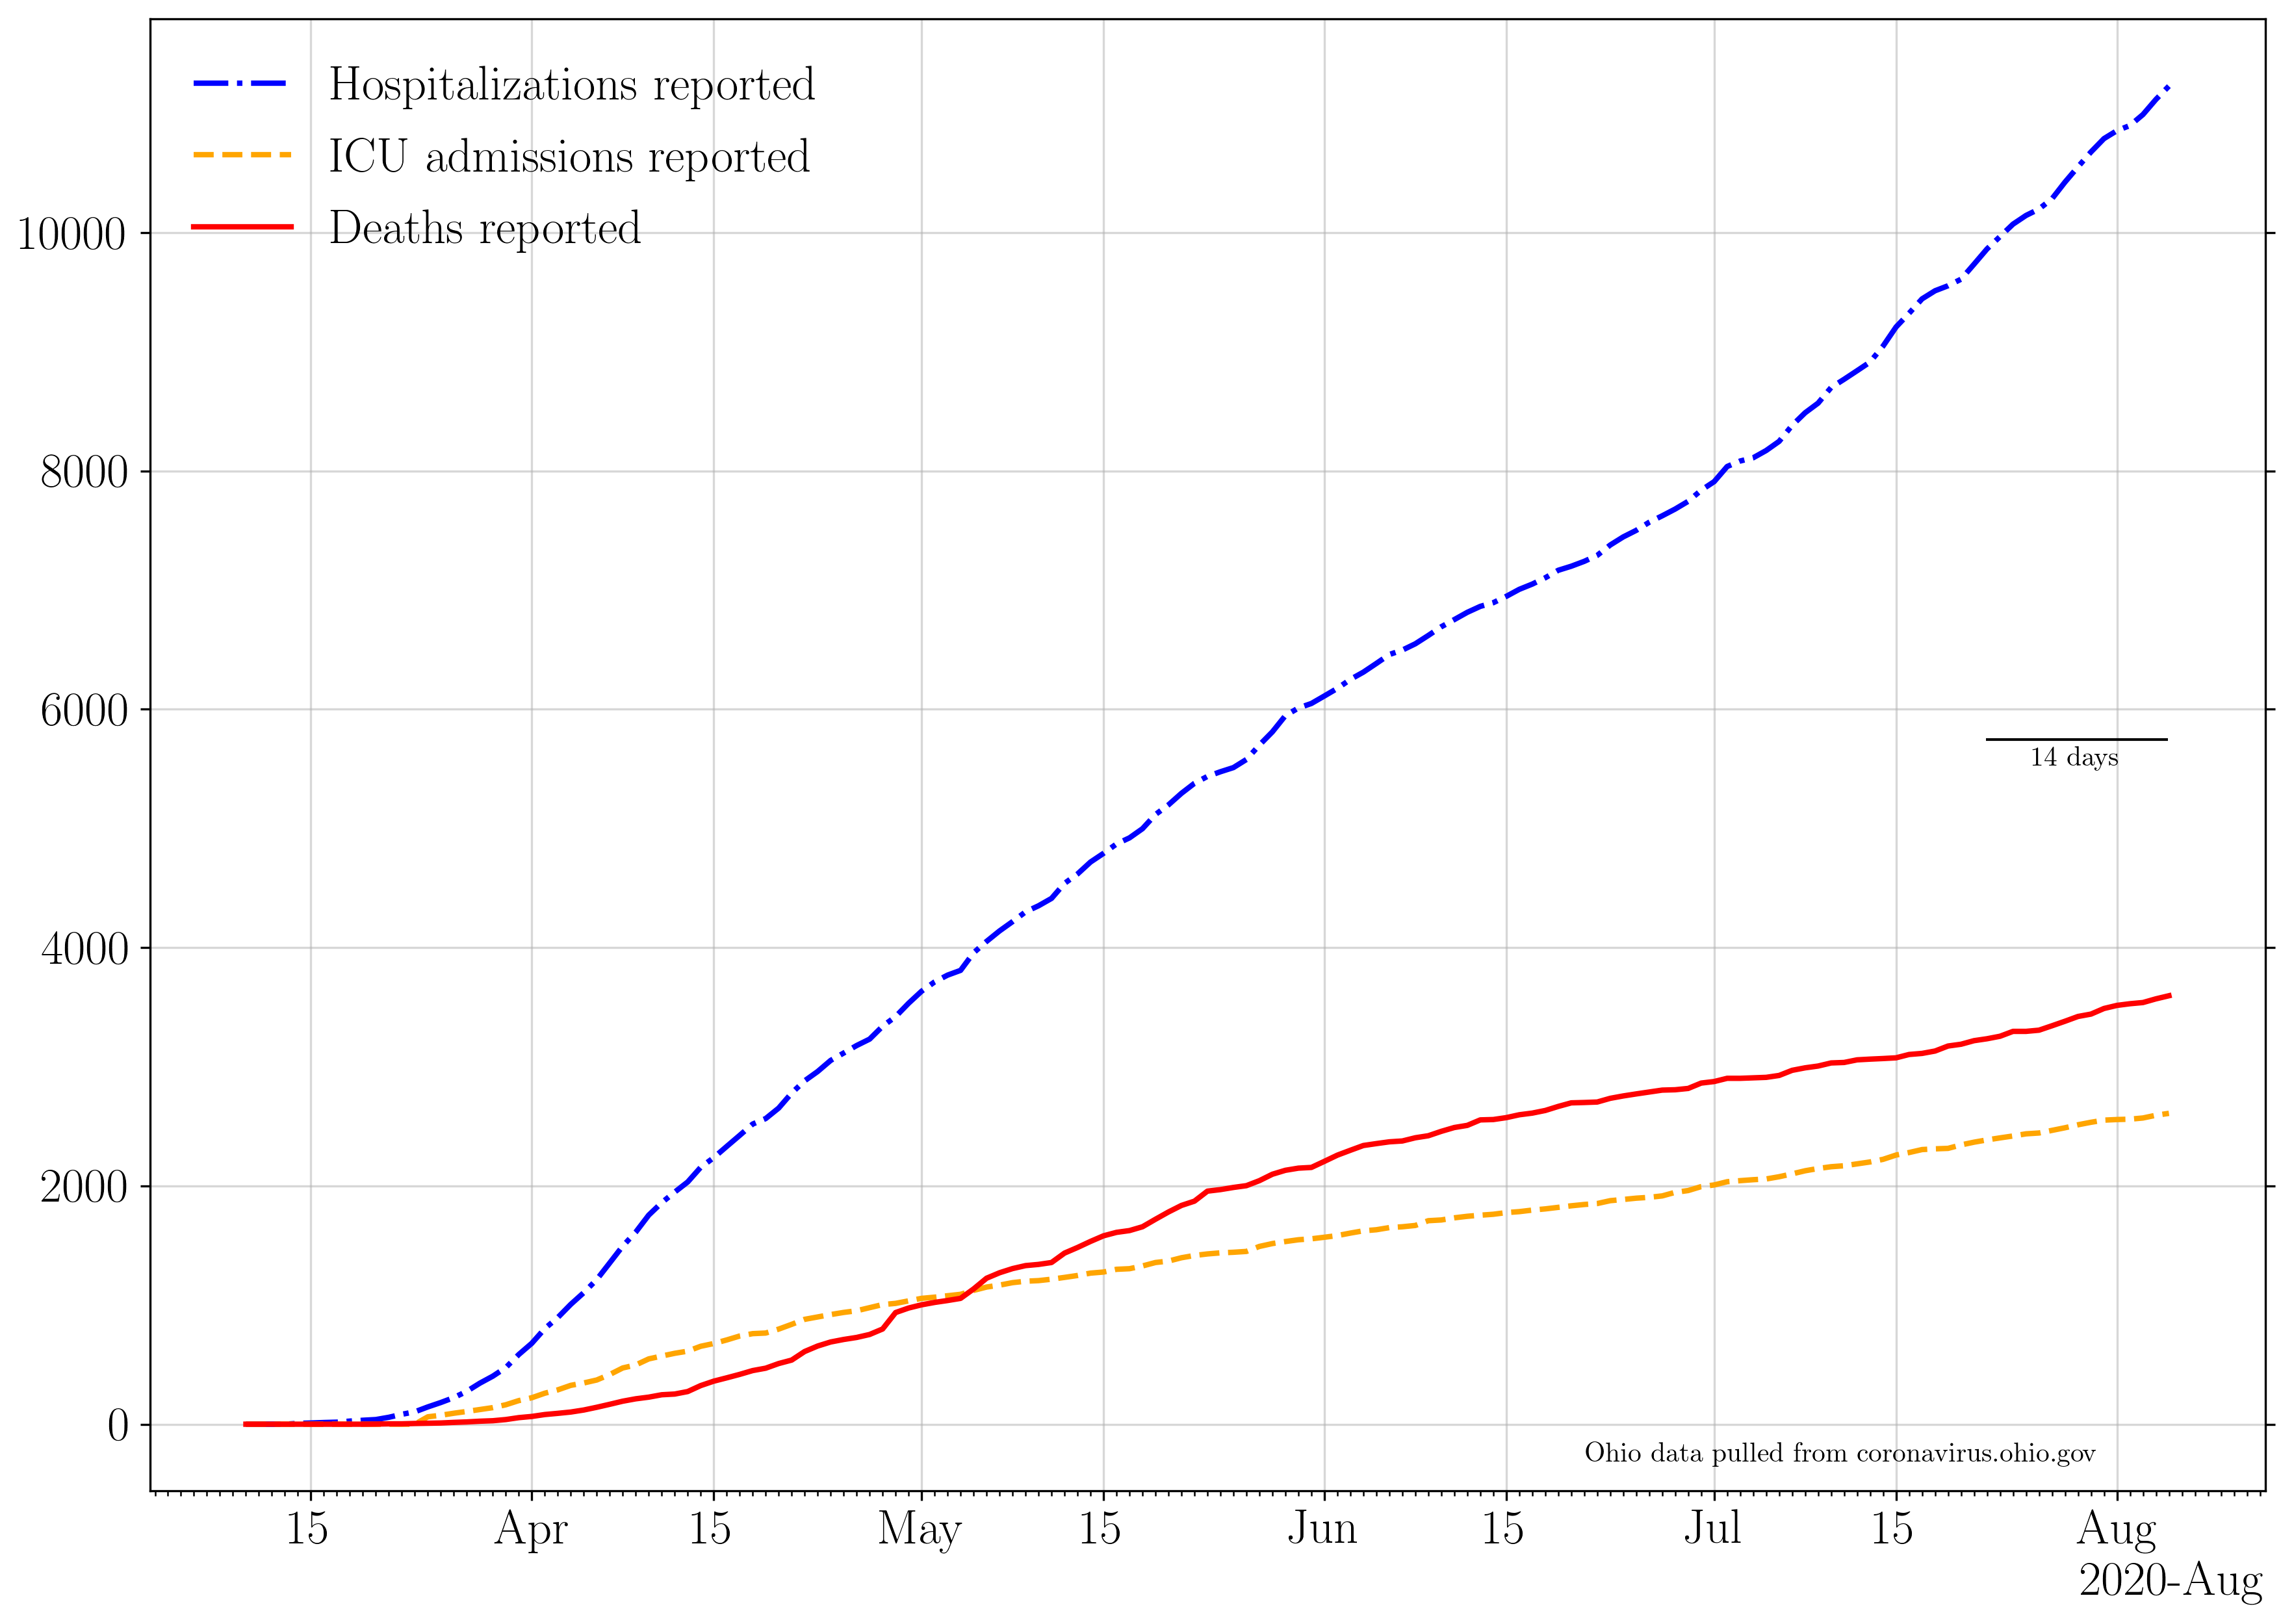 Hospitalizations reported
ICU admissions reported
Deaths reported
10000
8000
6000
4000
2000
0
14 days
Ohio data pulled from coronavirus.ohio.gov
15 Apr 15 May 15 Jun 15 Jul 15 Aug
2020-Aug